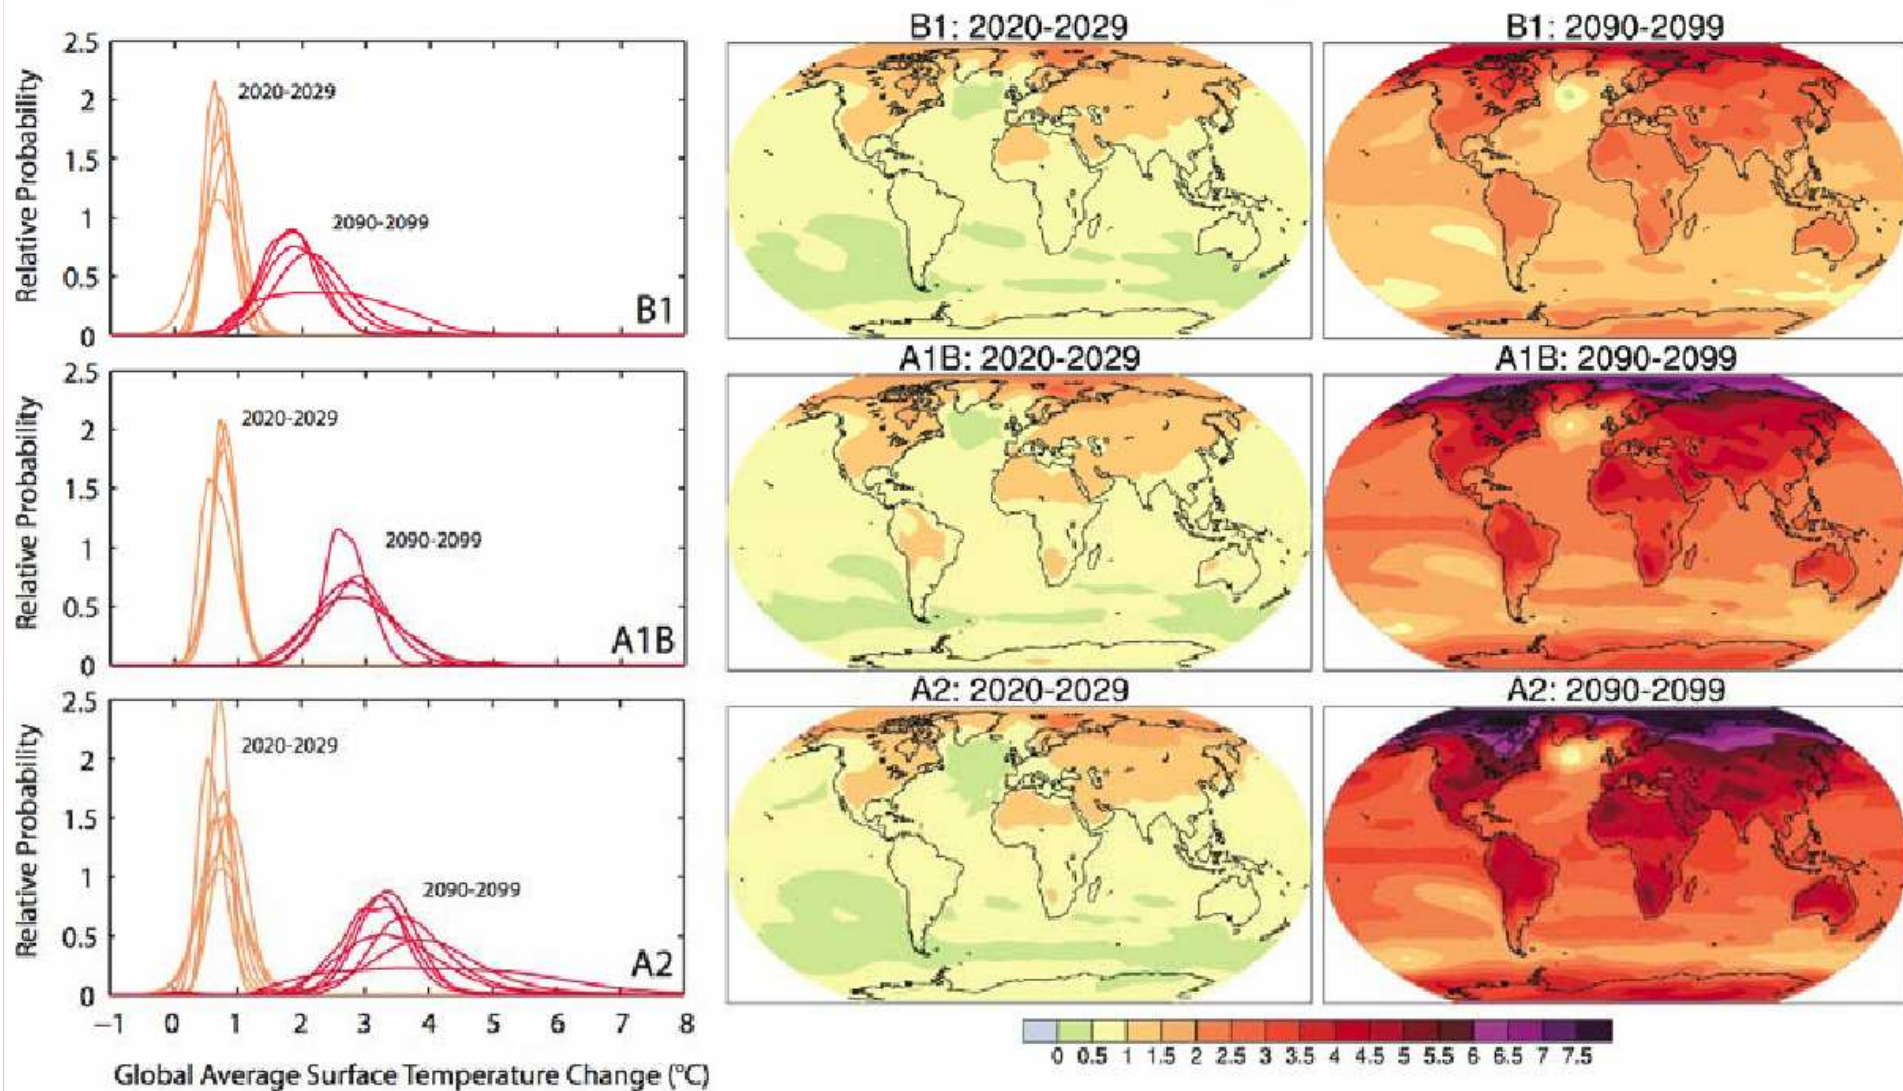 B1: 2020-2029
B1: 2090-2099
Relative Probability
2.5
2
1.5
1
0.5
0
2020-2029
2090-2099
B1
A1B: 2020-2029
A1B: 2090-2099
Relative Probability
2.5
2
1.5
1
0.5
0
2020-2029
2090-2099
A1B
A2: 2020-2029
A2: 2090-2099
Relative Probability
2.5
2
1.5
1
0.5
0
2020-2029
2090-2099
A2
−1 0 1 2 3 4 5 6 7 8
Global Average Surface Temperature Change (°C)
0 0.5 1 1.5 2 2.5 3 3.5 4 4.5 5 5.5 6 6.5 7 7.5